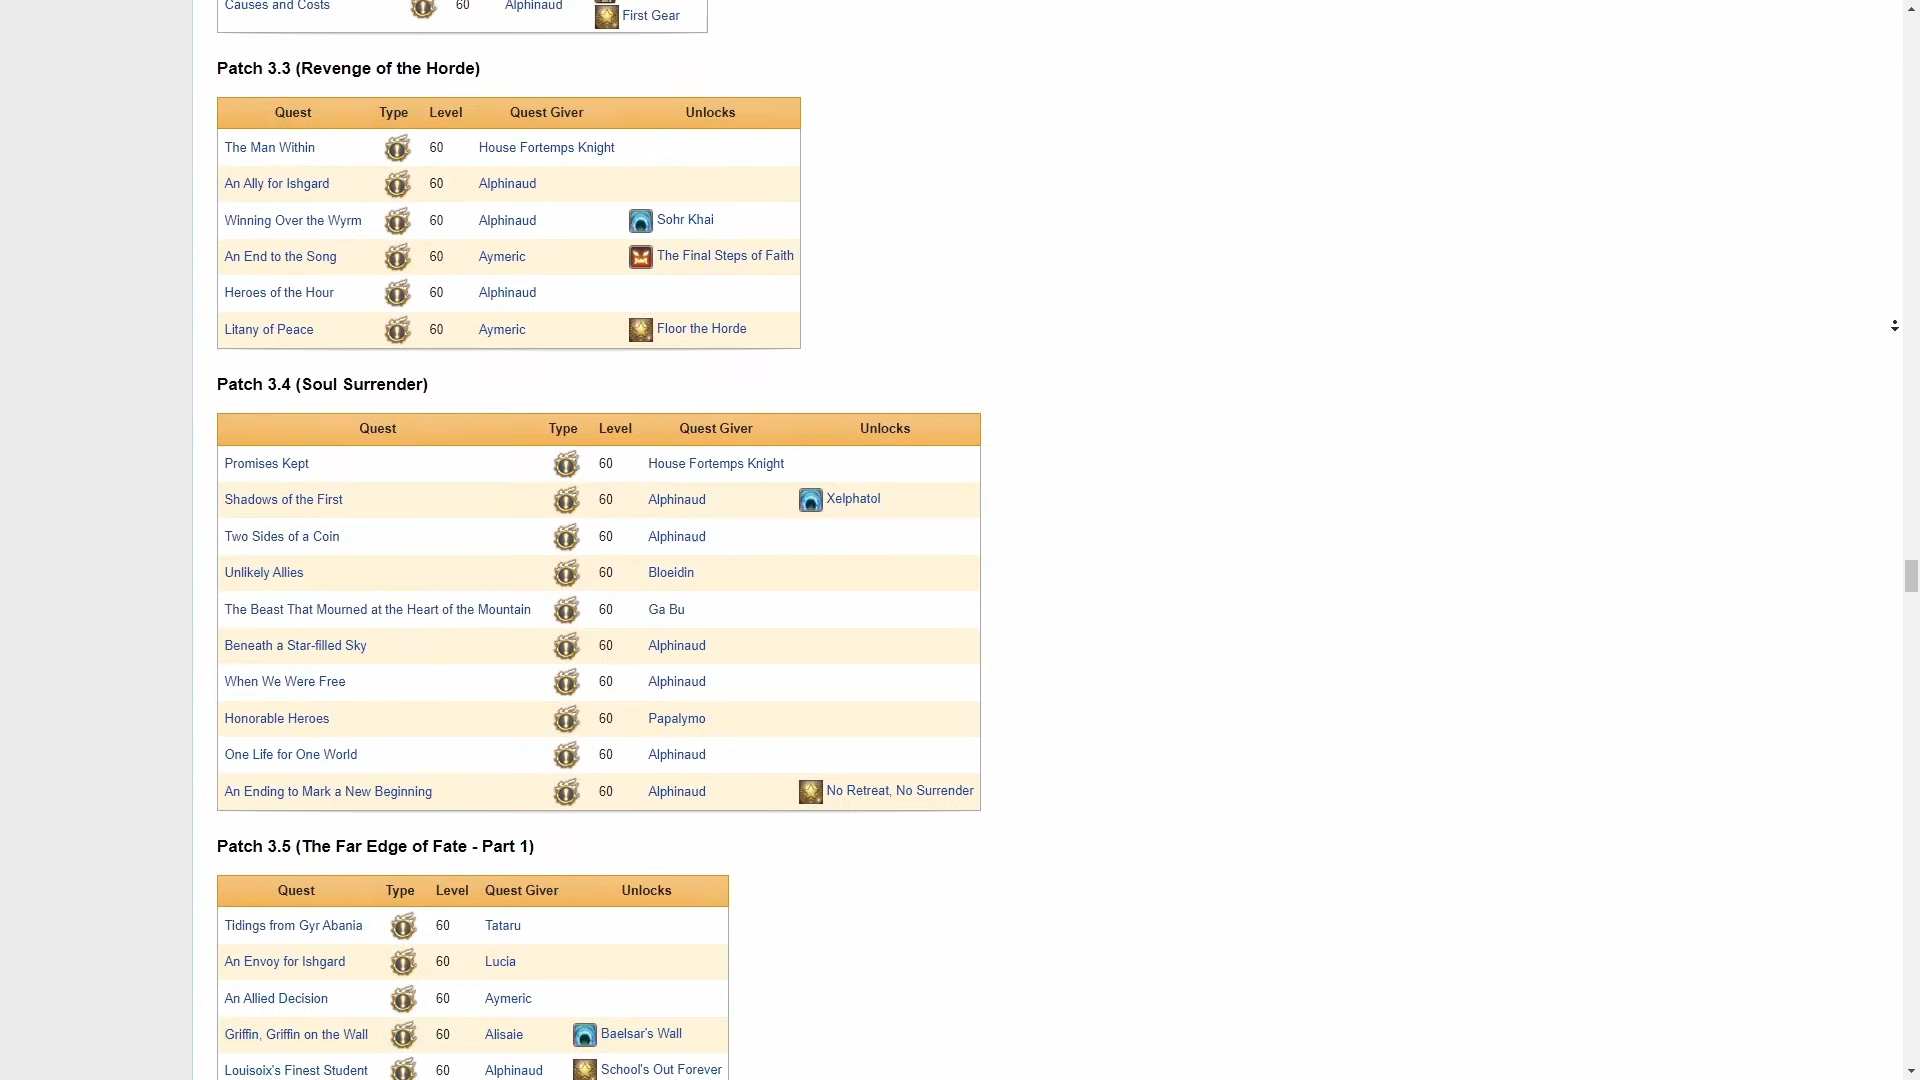 Causes and Costs 60 Alphinaud
First Gear
Patch 3.3 (Revenge of the Horde)
Quest Type Level Quest Giver Unlocks
The Man Within 60 House Fortemps Knight
An Ally for Ishgard 60 Alphinaud
Winning Over the Wyrm 60 Alphinaud Sohr Khai
An End to the Song 60 Aymeric The Final Steps of Faith
Heroes of the Hour 60 Alphinaud
Litany of Peace 60 Aymeric Floor the Horde
Patch 3.4 (Soul Surrender)
Quest Type Level Quest Giver Unlocks
Promises Kept 60 House Fortemps Knight
Shadows of the First 60 Alphinaud Xelphatol
Two Sides of a Coin 60 Alphinaud
Unlikely Allies 60 Bloeidin
The Beast That Mourned at the Heart of the Mountain 60 Ga Bu
Beneath a Star-filled Sky 60 Alphinaud
When We Were Free 60 Alphinaud
Honorable Heroes 60 Papalymo
One Life for One World 60 Alphinaud
An Ending to Mark a New Beginning 60 Alphinaud No Retreat, No Surrender
Patch 3.5 (The Far Edge of Fate - Part 1)
Quest Type Level Quest Giver Unlocks
Tidings from Gyr Abania 60 Tataru
An Envoy for Ishgard 60 Lucia
An Allied Decision 60 Aymeric
Griffin, Griffin on the Wall 60 Alisaie Baelsar's Wall
Louisoix's Finest Student 60 Alphinaud School's Out Forever